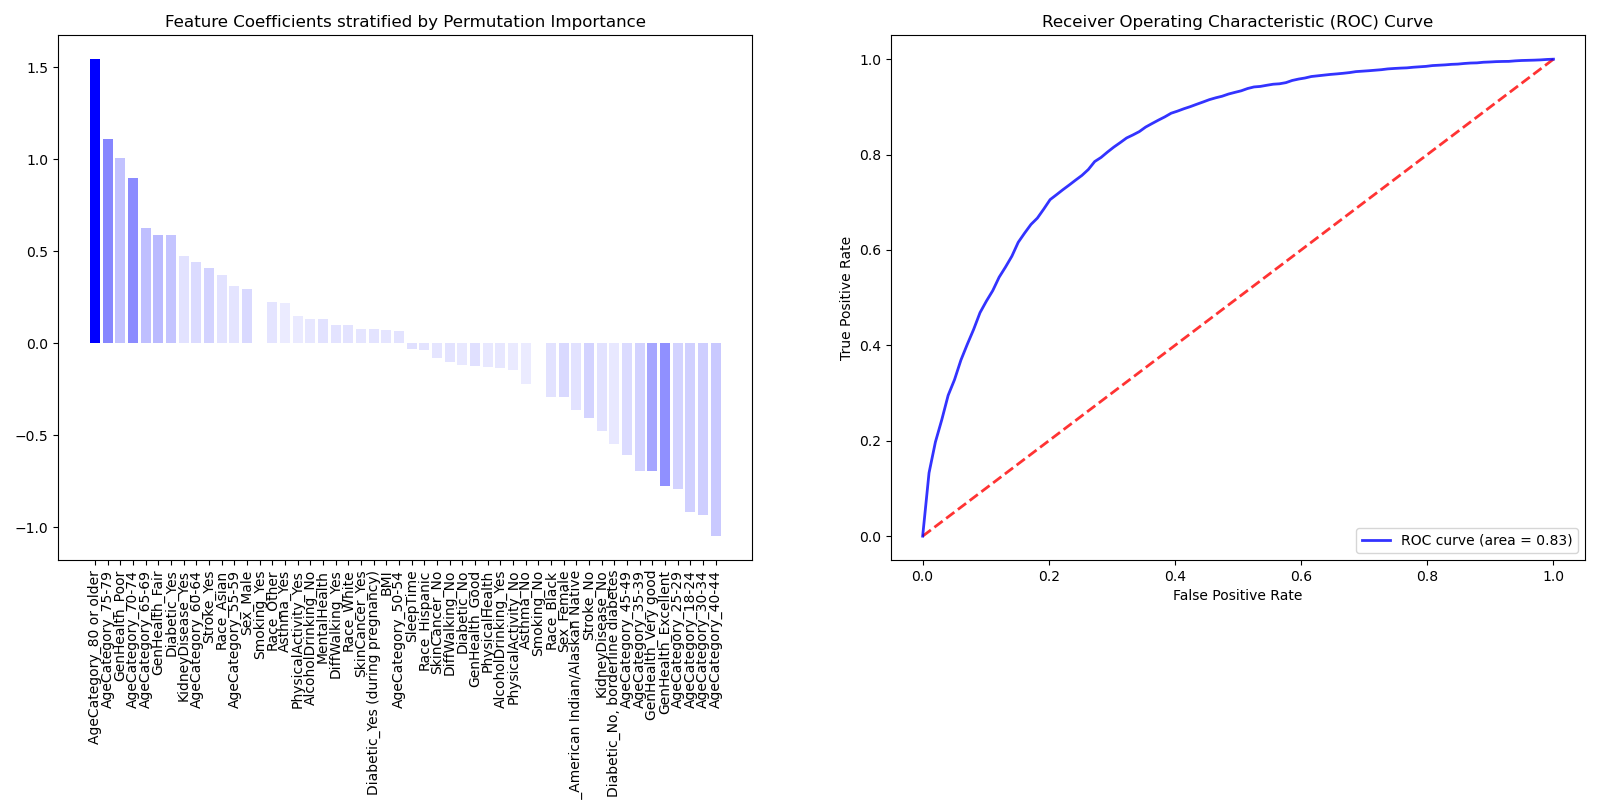 Feature Coefficients stratified by Permutation Importance
1.5
1.0
0.5
0.0
−0.5
−1.0
AgeCategory_80 or older
AgeCategory_75-79
GenHealth_Poor
AgeCategory_70-74
AgeCategory_65-69
GenHealth_Fair
Diabetic_Yes
KidneyDisease_Yes
AgeCategory_60-64
Stroke_Yes
Race_Asian
AgeCategory_55-59
Sex_Male
Smoking_Yes
Race_Other
Asthma_Yes
PhysicalActivity_Yes
AlcoholDrinking_No
MentalHealth
DiffWalking_Yes
Race_White
SkinCancer_Yes
Diabetic_Yes (during pregnancy)
BMI
AgeCategory_50-54
SleepTime
Race_Hispanic
SkinCancer_No
DiffWalking_No
Diabetic_No
GenHealth_Good
PhysicalHealth
AlcoholDrinking_Yes
PhysicalActivity_No
Asthma_No
Smoking_No
Race_Black
Sex_Female
_American Indian/Alaskan Native
Stroke_No
KidneyDisease_No
Diabetic_No, borderline diabetes
AgeCategory_45-49
AgeCategory_35-39
GenHealth_Very good
GenHealth_Excellent
AgeCategory_25-29
AgeCategory_18-24
AgeCategory_30-34
AgeCategory_40-44
Receiver Operating Characteristic (ROC) Curve
True Positive Rate
1.0
0.8
0.6
0.4
0.2
0.0
ROC curve (area = 0.83)
0.0 0.2 0.4 0.6 0.8 1.0
False Positive Rate